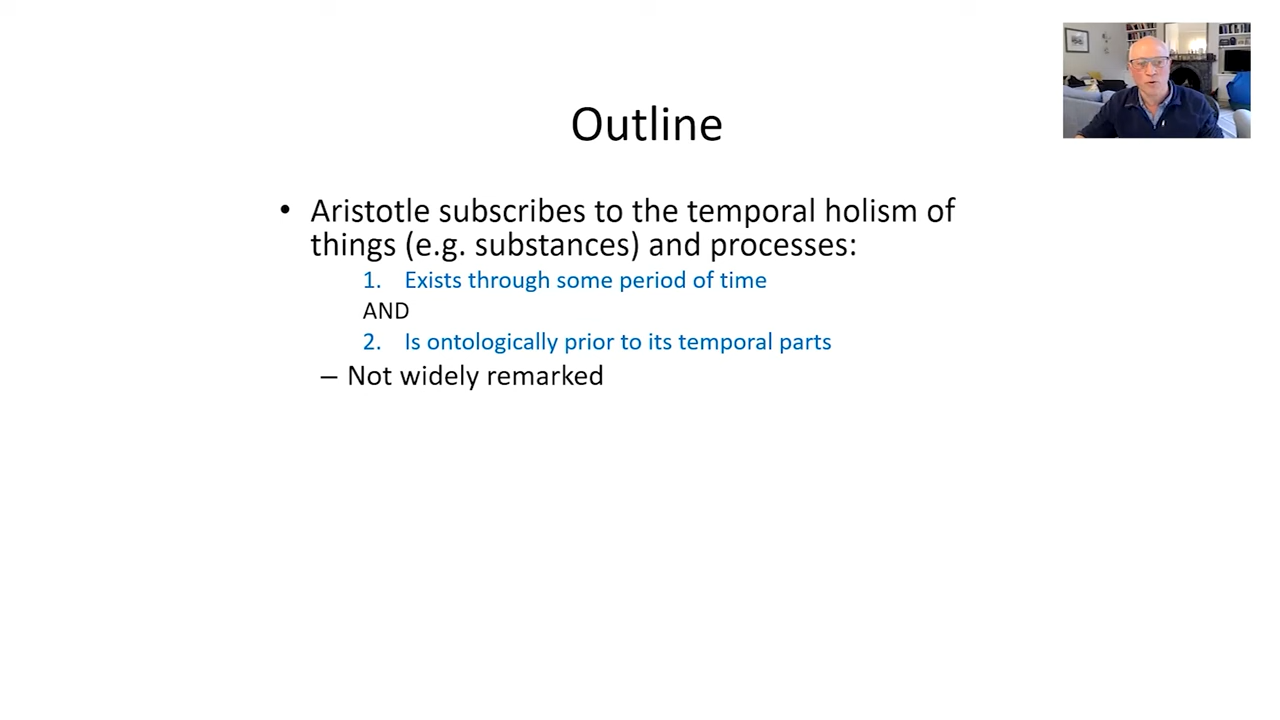 Outline
• Aristotle subscribes to the temporal holism of
things (e.g. substances) and processes:
1. Exists through some period of time
AND
2. Is ontologically prior to its temporal parts
– Not widely remarked